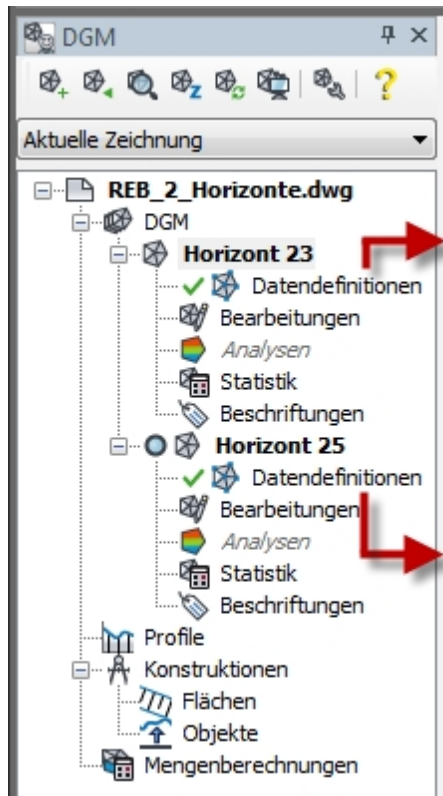 DGM
Aktuelle Zeichnung
REB_2_Horizonte.dwg
DGM
Horizont 23
Datendefinitionen
Bearbeitungen
Analysen
Statistik
Beschriftungen
Horizont 25
Datendefinitionen
Bearbeitungen
Analysen
Statistik
Beschriftungen
Profile
Konstruktionen
Flächen
Objekte
Mengenberechnungen